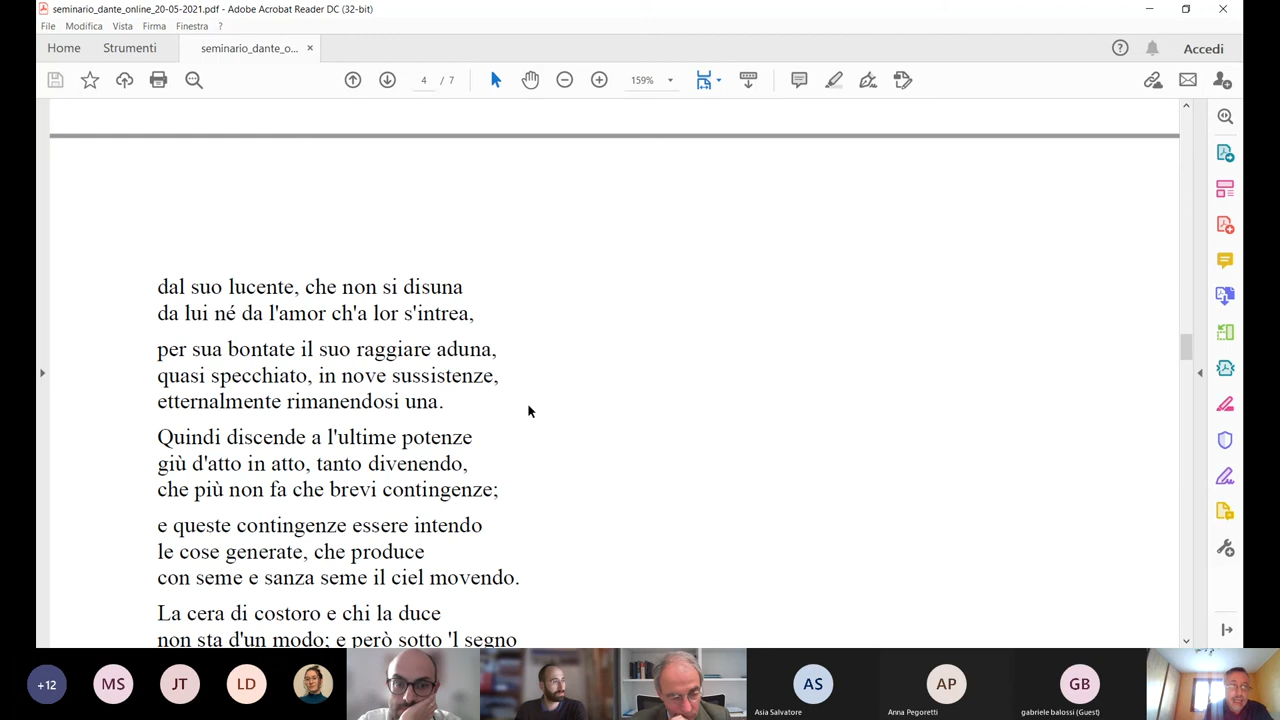 seminario_dante_online_20-05-2021.pdf - Adobe Acrobat Reader DC (32-bit)
File Modifica Vista Firma Finestra ?
Home Strumenti seminario_dante_o... × Accedi
4 / 7 159%
dal suo lucente, che non si disuna
da lui né da l'amor ch'a lor s'intrea,
per sua bontate il suo raggiare aduna,
quasi specchiato, in nove sussistenze,
etternalmente rimanendosi una.
Quindi discende a l'ultime potenze
giù d'atto in atto, tanto divenendo,
che più non fa che brevi contingenze;
e queste contingenze essere intendo
le cose generate, che produce
con seme e sanza seme il ciel movendo.
La cera di costoro e chi la duce
non sta d'un modo; e però sotto 'l segno
+12 MS JT LD AS AP GB
Asia Salvatore Anna Pegoretti gabriele balossi (Guest)